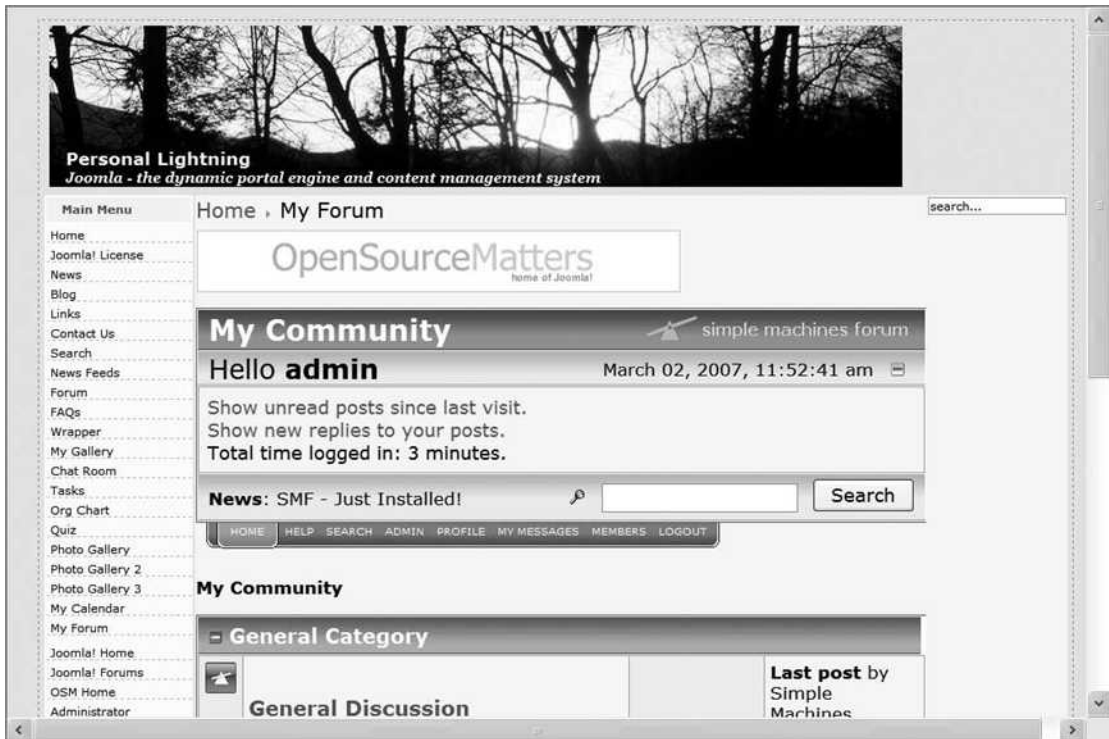 Personal Lightning
Joomla - the dynamic portal engine and content management system
Main Menu
Home
Joomla! License
News
Blog
Links
Contact Us
Search
News Feeds
Forum
FAQs
Wrapper
My Gallery
Chat Room
Tasks
Org Chart
Quiz
Photo Gallery
Photo Gallery 2
Photo Gallery 3
My Calendar
My Forum
Joomla! Home
Joomla! Forums
OSM Home
Administrator
Home My Forum
search...
OpenSourceMatters
home of Joomla!
My Community simple machines forum
Hello admin March 02, 2007, 11:52:41 am
Show unread posts since last visit.
Show new replies to your posts.
Total time logged in: 3 minutes.
News: SMF - Just Installed! Search
HOME HELP SEARCH ADMIN PROFILE MY MESSAGES MEMBERS LOGOUT
My Community
General Category
General Discussion
Last post by
Simple
Machines